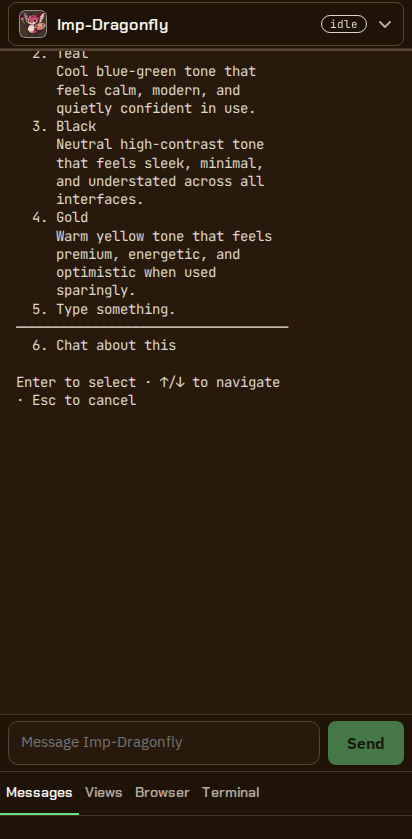 Imp-Dragonfly
idle
2. Teal
Cool blue-green tone that
feels calm, modern, and
quietly confident in use.
3. Black
Neutral high-contrast tone
that feels sleek, minimal,
and understated across all
interfaces.
4. Gold
Warm yellow tone that feels
premium, energetic, and
optimistic when used
sparingly.
5. Type something.
6. Chat about this
Enter to select · ↑/↓ to navigate
· Esc to cancel
Message Imp-Dragonfly
Send
Messages Views Browser Terminal